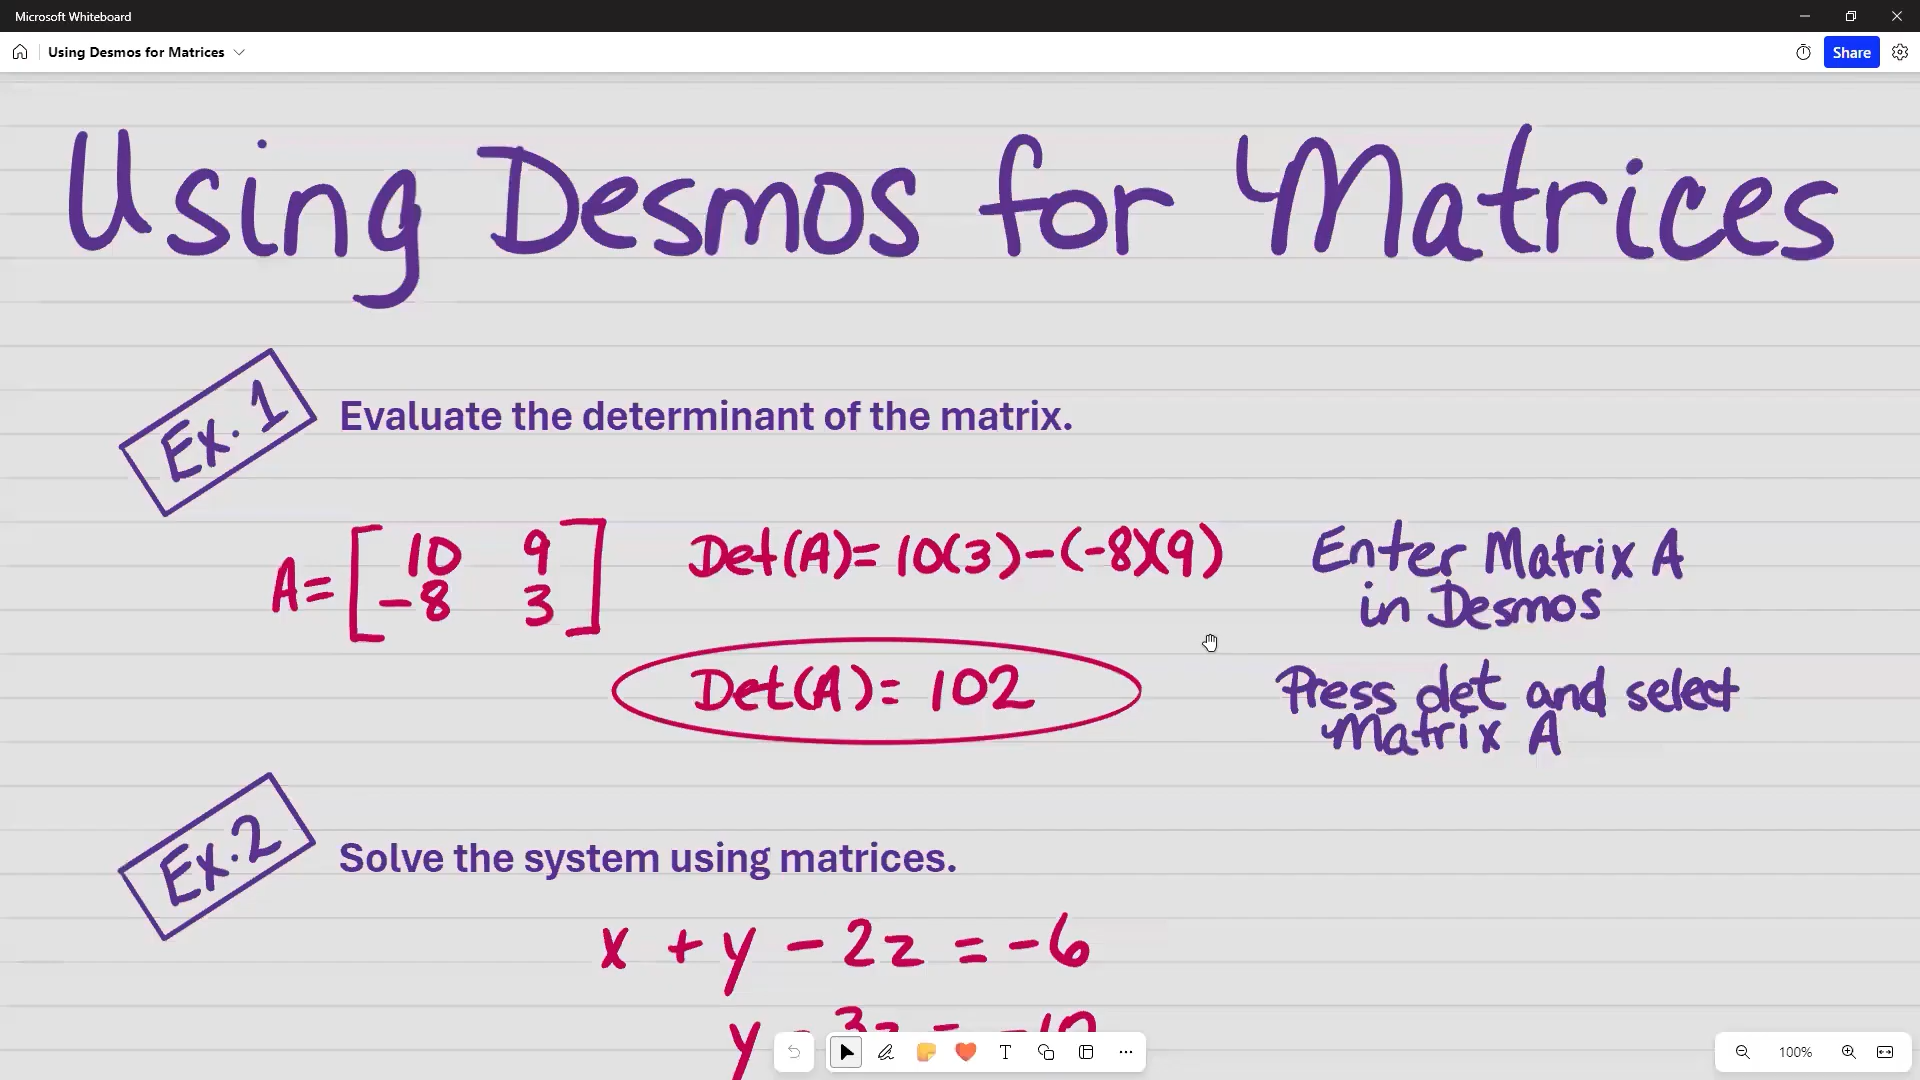 Microsoft Whiteboard
Using Desmos for Matrices
Share
Using Desmos for Matrices
Ex. 1
Evaluate the determinant of the matrix.
A = [ 10 9
-8 3 ]
Det(A) = 10(3) - (-8)(9)
Enter Matrix A
in Desmos
Det(A) = 102
Press det and select
Matrix A
Ex. 2
Solve the system using matrices.
x + y - 2z = -6
y - 3z = -10
100%